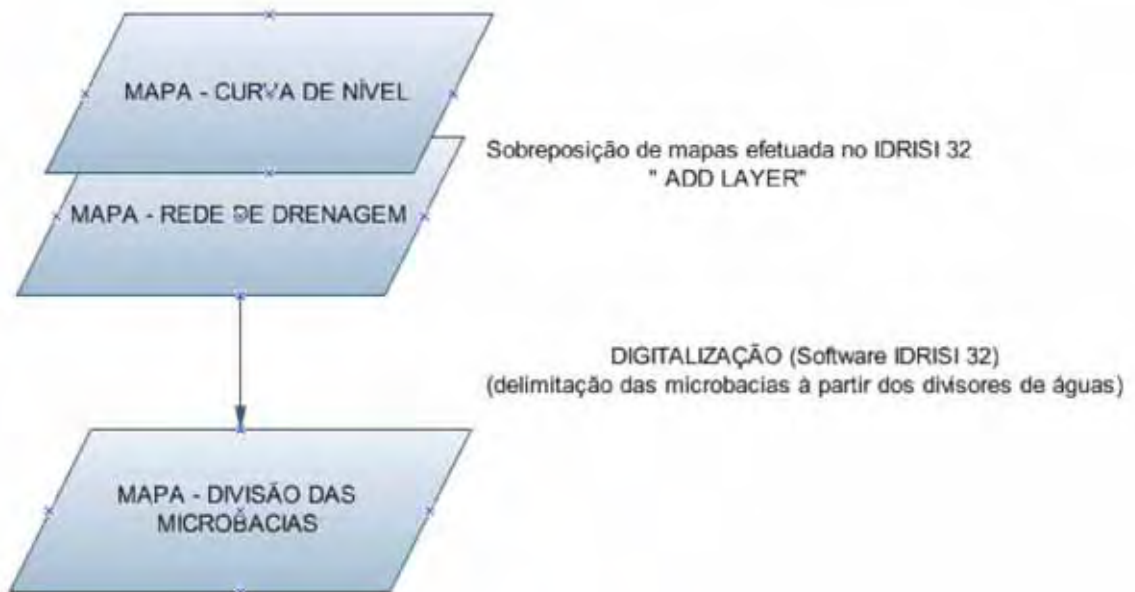 MAPA - CURVA DE NÍVEL
Sobreposição de mapas efetuada no IDRISI 32
" ADD LAYER"
MAPA - REDE DE DRENAGEM
DIGITALIZAÇÃO (Software IDRISI 32)
(delimitação das microbacias à partir dos divisores de águas)
MAPA - DIVISÃO DAS
MICROBACIAS